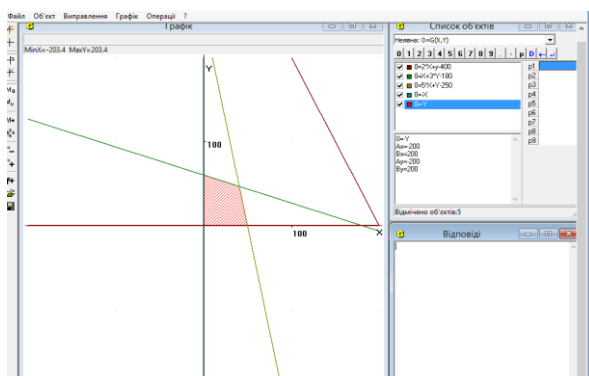 Файл Об'єкт Виправлення Графік Операції ?
Графік
MinX=-203.4 MaxY=203.4
Y
100
100
X
Список об'єктів
Неявна: 0=G(X,Y)
0 1 2 3 4 5 6 7 8 9 . - p D
0=2*X+y-400
0=X+3*Y-180
0=5*X+Y-250
0=-X
0=-Y
p1
p2
p3
p4
p5
p6
p7
p8
p9
0=-Y
Ax=-200
Bx=200
Ay=-200
By=200
Відмічено об'єктів:5
Відповіді